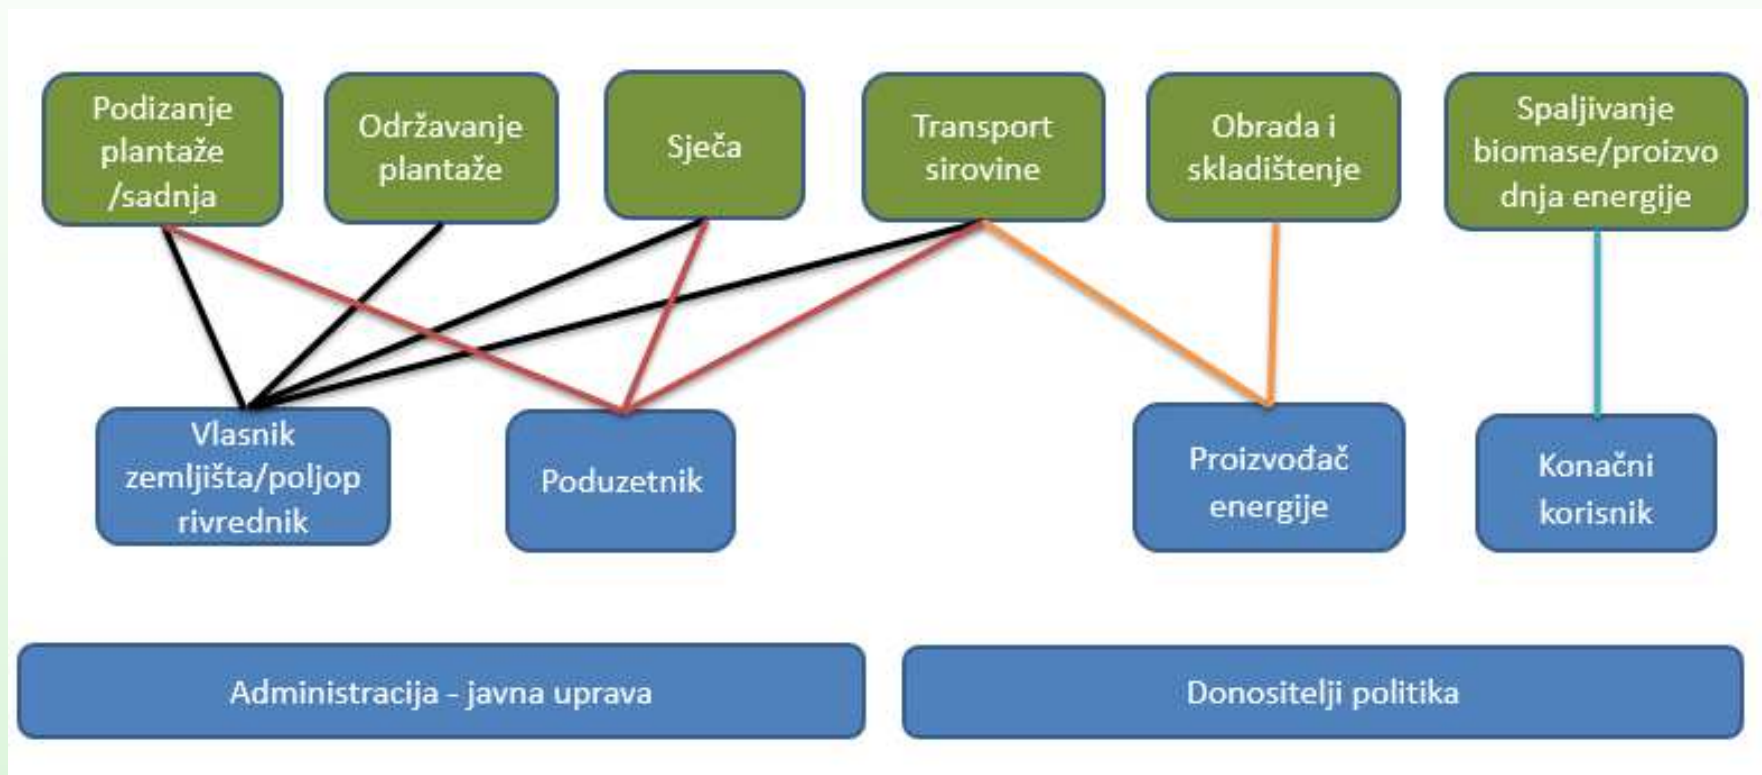 Podizanje
plantaže
/sadnja
Održavanje
plantaže
Sječa
Transport
sirovine
Obrada i
skladištenje
Spaljivanje
biomase/proizvo
dnja energije
Vlasnik
zemljišta/poljop
rivrednik
Poduzetnik
Proizvođač
energije
Konačni
korisnik
Administracija - javna uprava
Donositelji politika